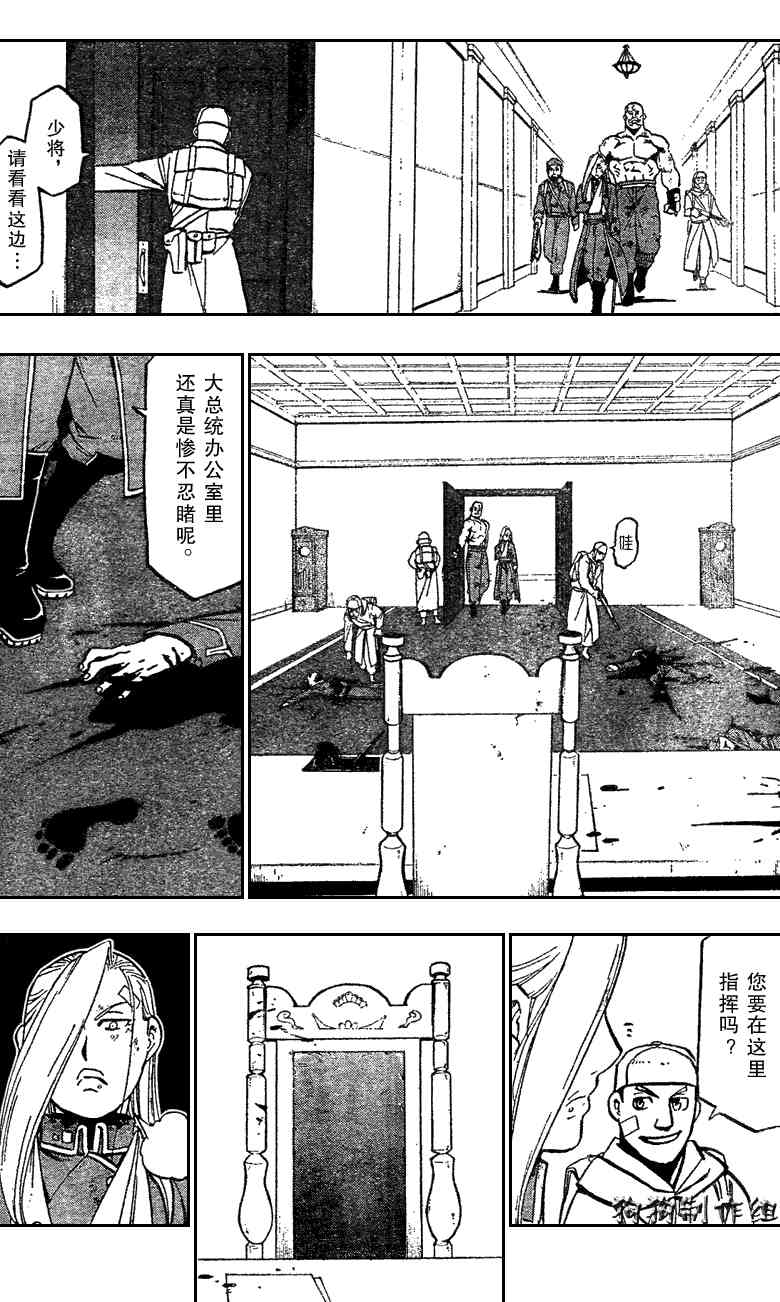 少将，
请看看这边…
哇
大总统办公室里
还真是惨不忍睹呢。
您要在这里
指挥吗？
狗狗制作组